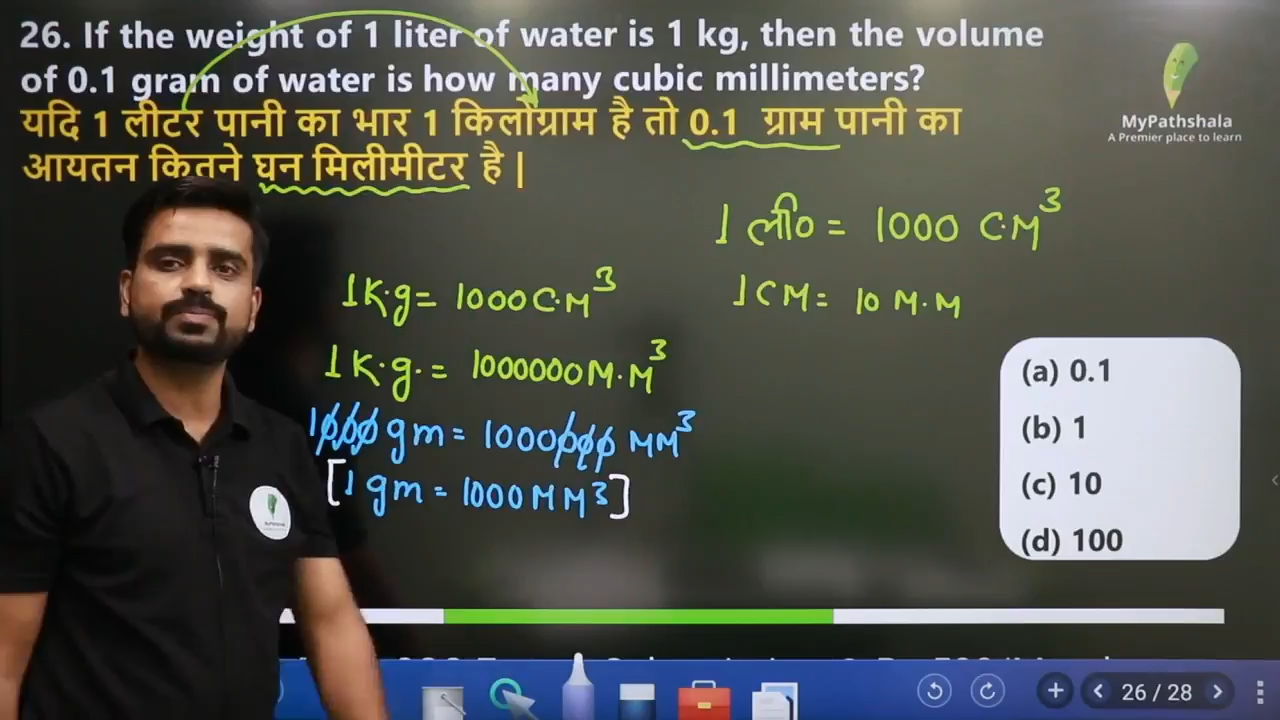 26. If the weight of 1 liter of water is 1 kg, then the volume
of 0.1 gram of water is how many cubic millimeters?
यदि 1 लीटर पानी का भार 1 किलोग्राम है तो 0.1 ग्राम पानी का
आयतन कितने घन मिलीमीटर है |
MyPathshala
A Premier place to learn
1 ली० = 1000 C.M³
1 K.g = 1000 C.M³
1 CM = 10 M.M
1 K.g. = 1000000 M.M³
1000 gm = 1000000 MM³
[1 gm = 1000 MM³]
(a) 0.1
(b) 1
(c) 10
(d) 100
26 / 28